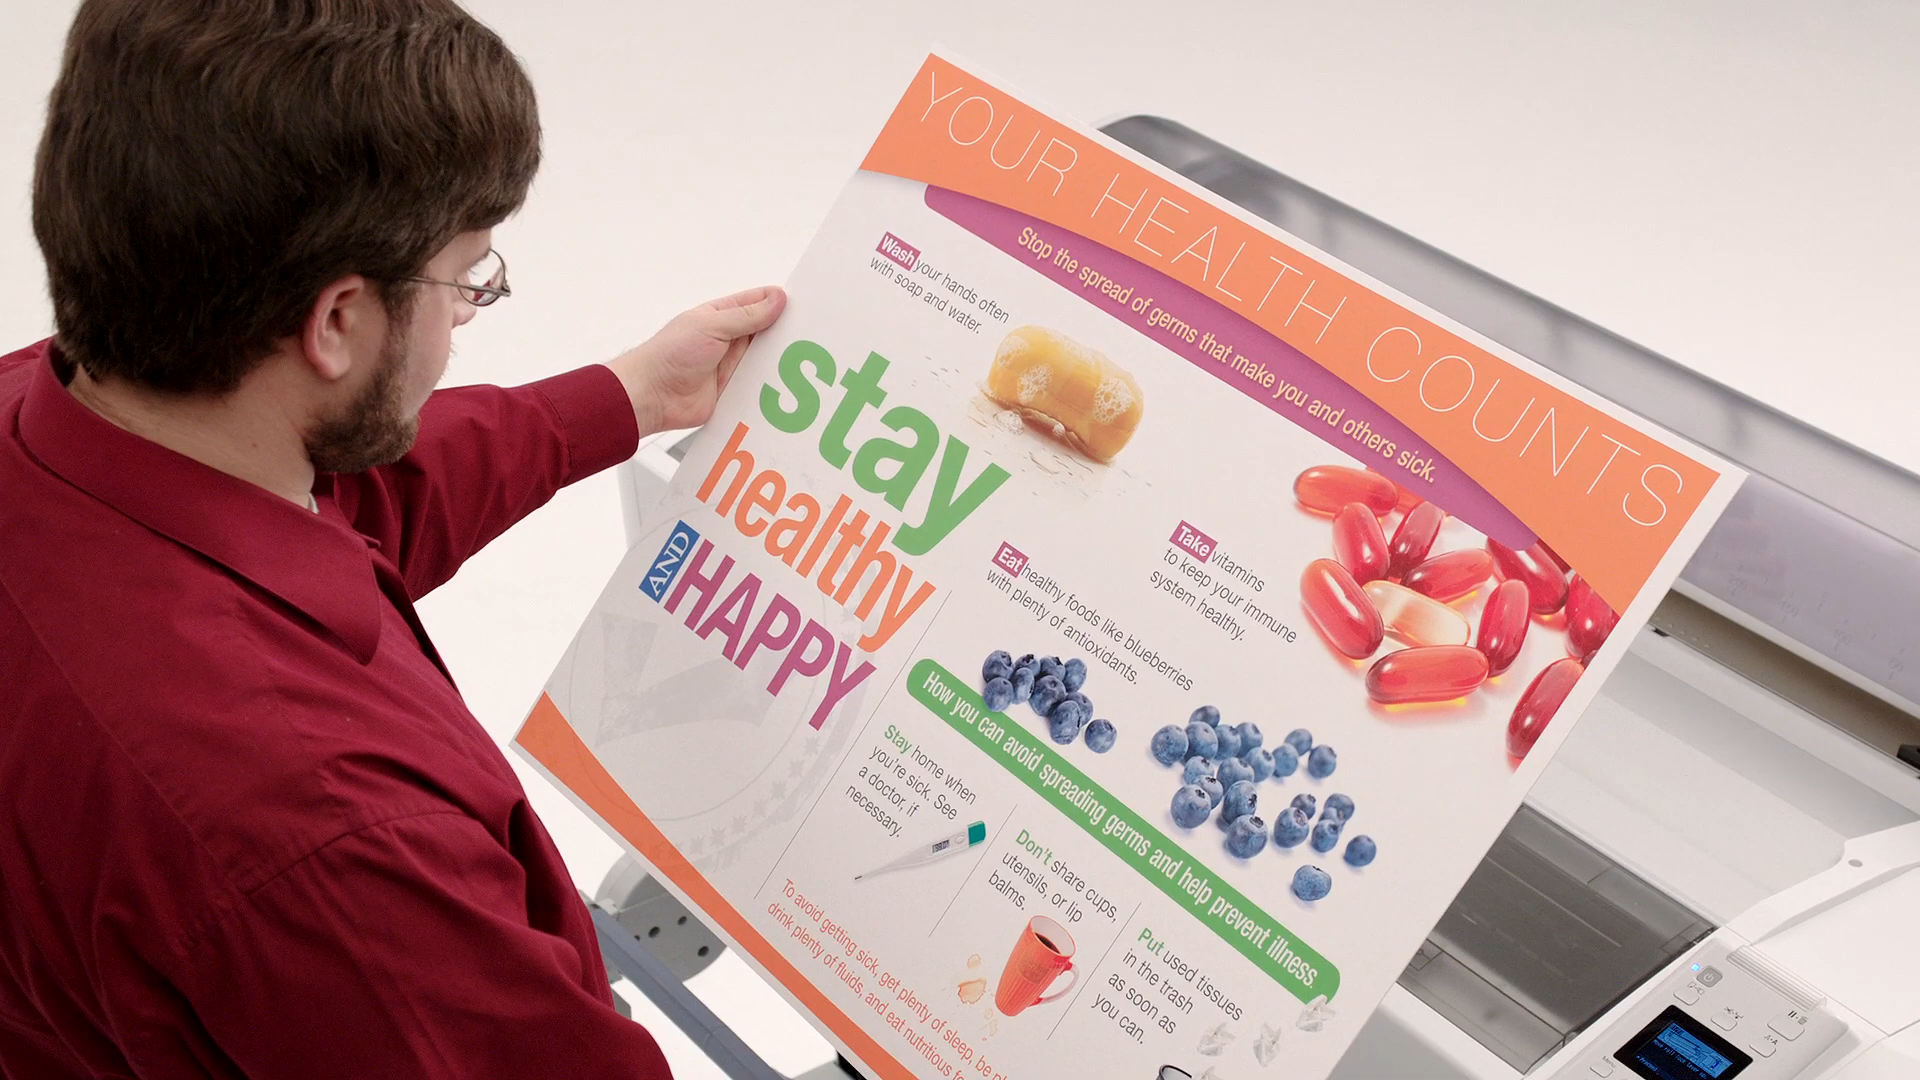 YOUR HEALTH COUNTS
Stop the spread of germs that make you and others sick.
Wash your hands often
with soap and water.
stay
healthy
AND HAPPY
Take vitamins
to keep your immune
system healthy.
Eat healthy foods like blueberries
with plenty of antioxidants.
How you can avoid spreading germs and help prevent illness.
Stay home when
you're sick. See
a doctor, if
necessary.
Don't share cups,
utensils, or lip
balms.
Put used tissues
in the trash
as soon as
you can.
To avoid getting sick, get plenty of sleep, be
drink plenty of fluids, and eat nutritious